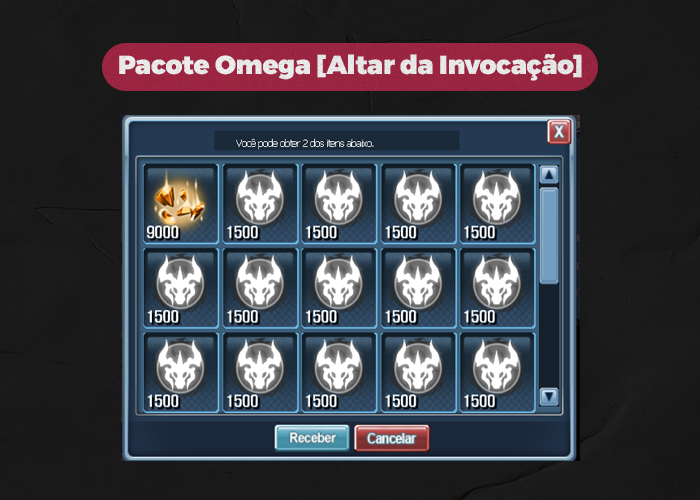 Pacote Omega [Altar da Invocação]
X
Você pode obter 2 dos itens abaixo.
9000 1500 1500 1500 1500
1500 1500 1500 1500 1500
1500 1500 1500 1500 1500
Receber Cancelar